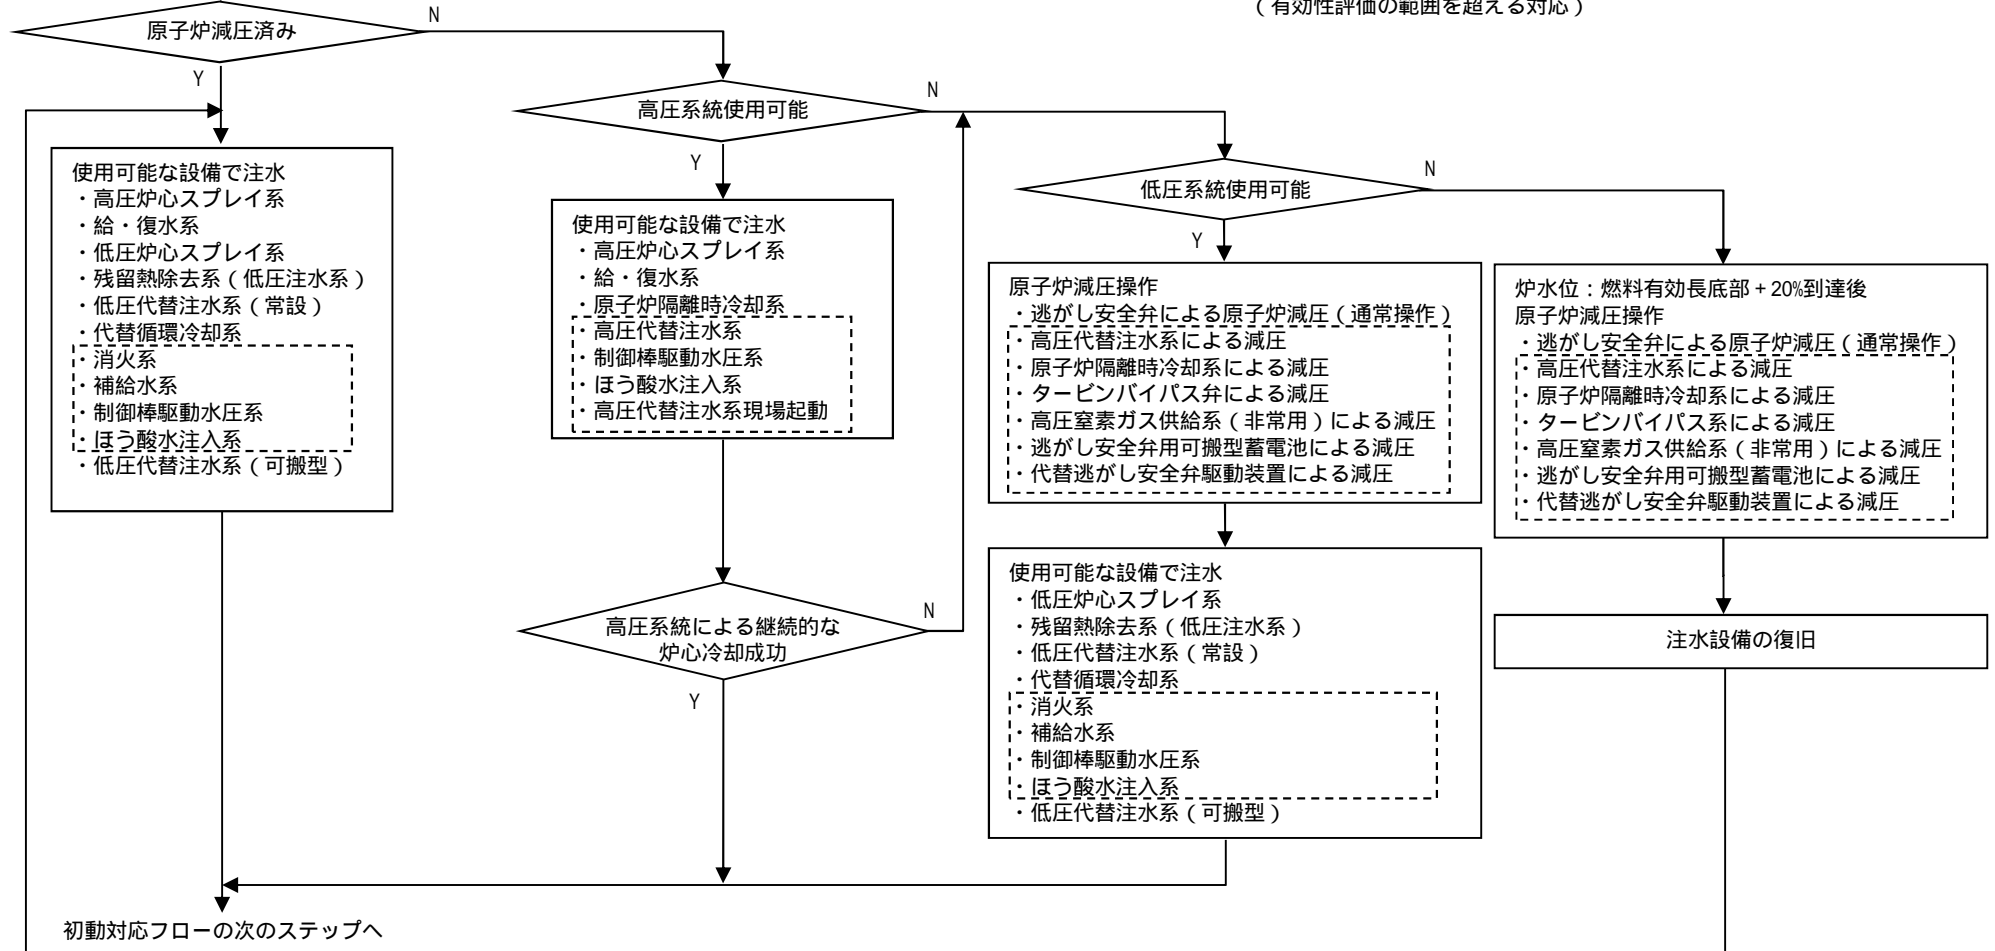 （有効性評価の範囲を超える対応）
原子炉減圧済み
N
Y
高圧系統使用可能
N
Y
低圧系統使用可能
N
Y
使用可能な設備で注水
・高圧炉心スプレイ系
・給・復水系
・低圧炉心スプレイ系
・残留熱除去系（低圧注水系）
・低圧代替注水系（常設）
・代替循環冷却系
・消火系
・補給水系
・制御棒駆動水圧系
・ほう酸水注入系
・低圧代替注水系（可搬型）
使用可能な設備で注水
・高圧炉心スプレイ系
・給・復水系
・原子炉隔離時冷却系
・高圧代替注水系
・制御棒駆動水圧系
・ほう酸水注入系
・高圧代替注水系現場起動
高圧系統による継続的な
炉心冷却成功
N
Y
原子炉減圧操作
・逃がし安全弁による原子炉減圧（通常操作）
・高圧代替注水系による減圧
・原子炉隔離時冷却系による減圧
・タービンバイパス弁による減圧
・高圧窒素ガス供給系（非常用）による減圧
・逃がし安全弁用可搬型蓄電池による減圧
・代替逃がし安全弁駆動装置による減圧
使用可能な設備で注水
・低圧炉心スプレイ系
・残留熱除去系（低圧注水系）
・低圧代替注水系（常設）
・代替循環冷却系
・消火系
・補給水系
・制御棒駆動水圧系
・ほう酸水注入系
・低圧代替注水系（可搬型）
炉水位：燃料有効長底部＋20%到達後
原子炉減圧操作
・逃がし安全弁による原子炉減圧（通常操作）
・高圧代替注水系による減圧
・原子炉隔離時冷却系による減圧
・タービンバイパス系による減圧
・高圧窒素ガス供給系（非常用）による減圧
・逃がし安全弁用可搬型蓄電池による減圧
・代替逃がし安全弁駆動装置による減圧
注水設備の復旧
初動対応フローの次のステップへ